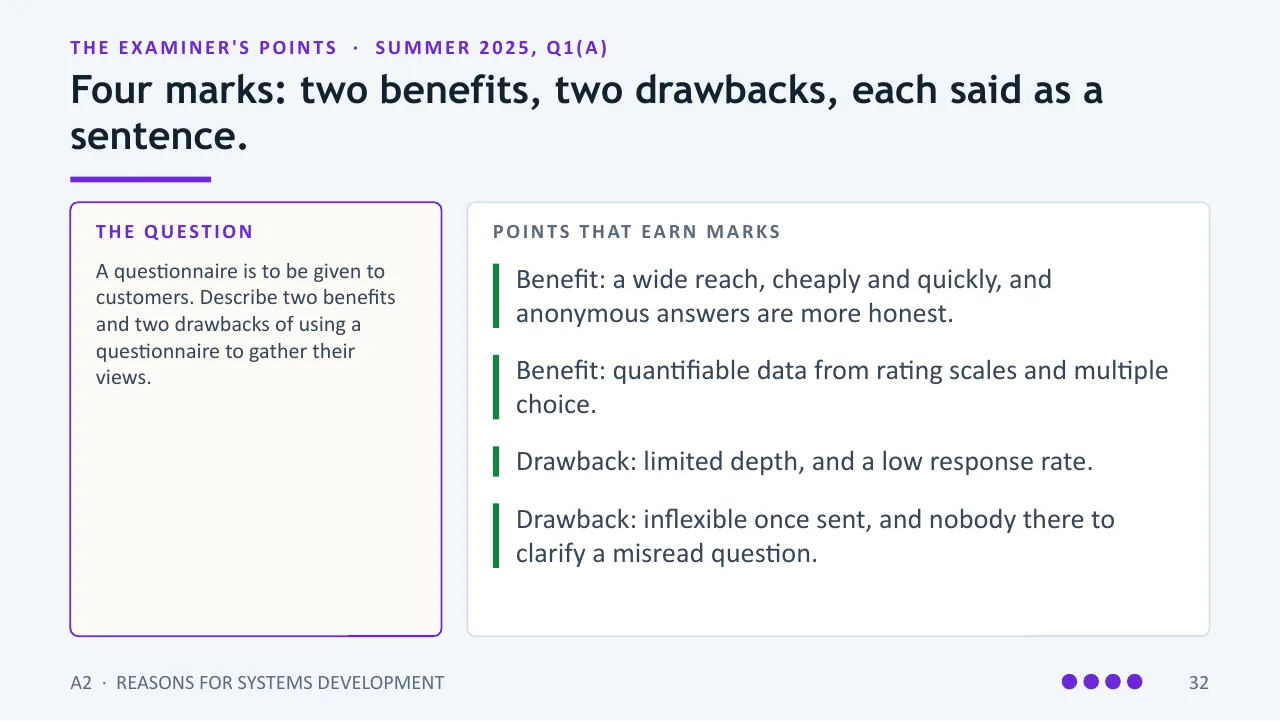 THE EXAMINER'S POINTS · SUMMER 2025, Q1(A)
Four marks: two benefits, two drawbacks, each said as a
sentence.
THE QUESTION
A questionnaire is to be given to
customers. Describe two benefits
and two drawbacks of using a
questionnaire to gather their
views.
POINTS THAT EARN MARKS
Benefit: a wide reach, cheaply and quickly, and
anonymous answers are more honest.
Benefit: quantifiable data from rating scales and multiple
choice.
Drawback: limited depth, and a low response rate.
Drawback: inflexible once sent, and nobody there to
clarify a misread question.
A2 · REASONS FOR SYSTEMS DEVELOPMENT
32